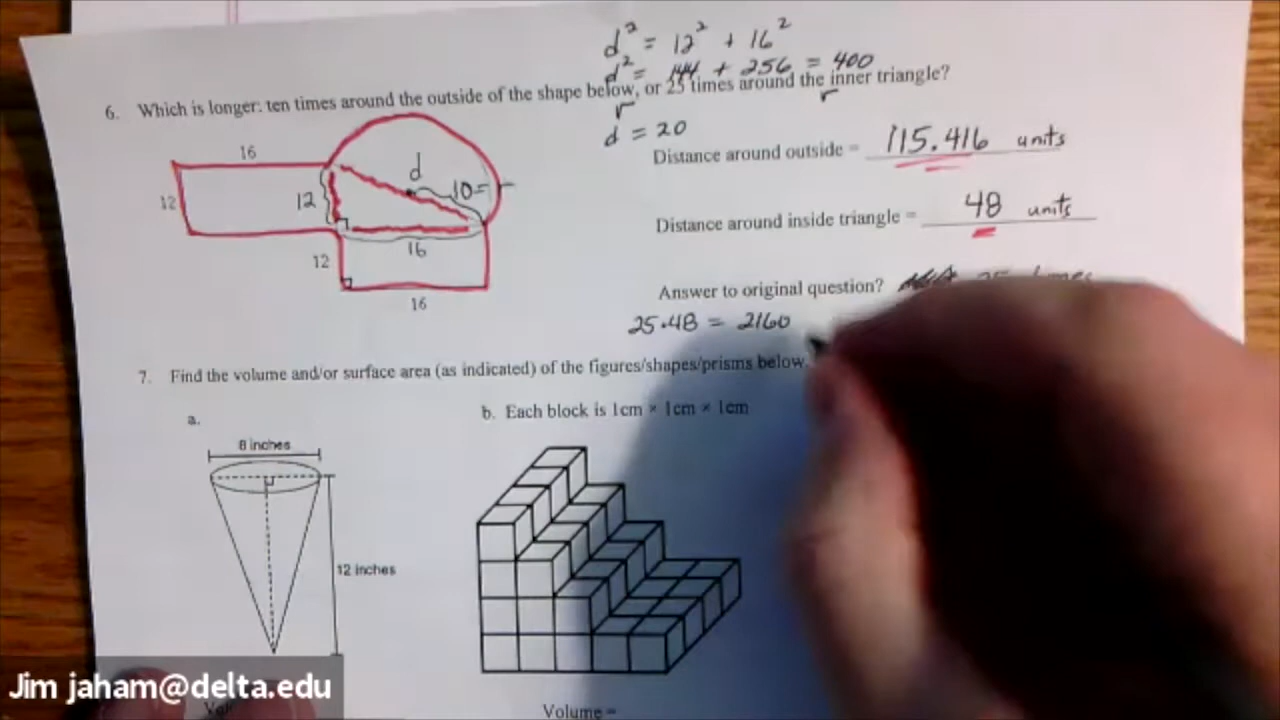 d² = 12² + 16²
d² = 144 + 256 = 400
6. Which is longer: ten times around the outside of the shape below, or 25 times around the inner triangle?
r r
d = 20
16
12
12
d
10 = r
16
12
16
Distance around outside = 115.416 units
Distance around inside triangle = 48 units
Answer to original question? 25 times
25·48 = 2160
7. Find the volume and/or surface area (as indicated) of the figures/shapes/prisms below.
a.
8 inches
12 inches
b. Each block is 1cm × 1cm × 1cm
Volume =
Jim jaham@delta.edu